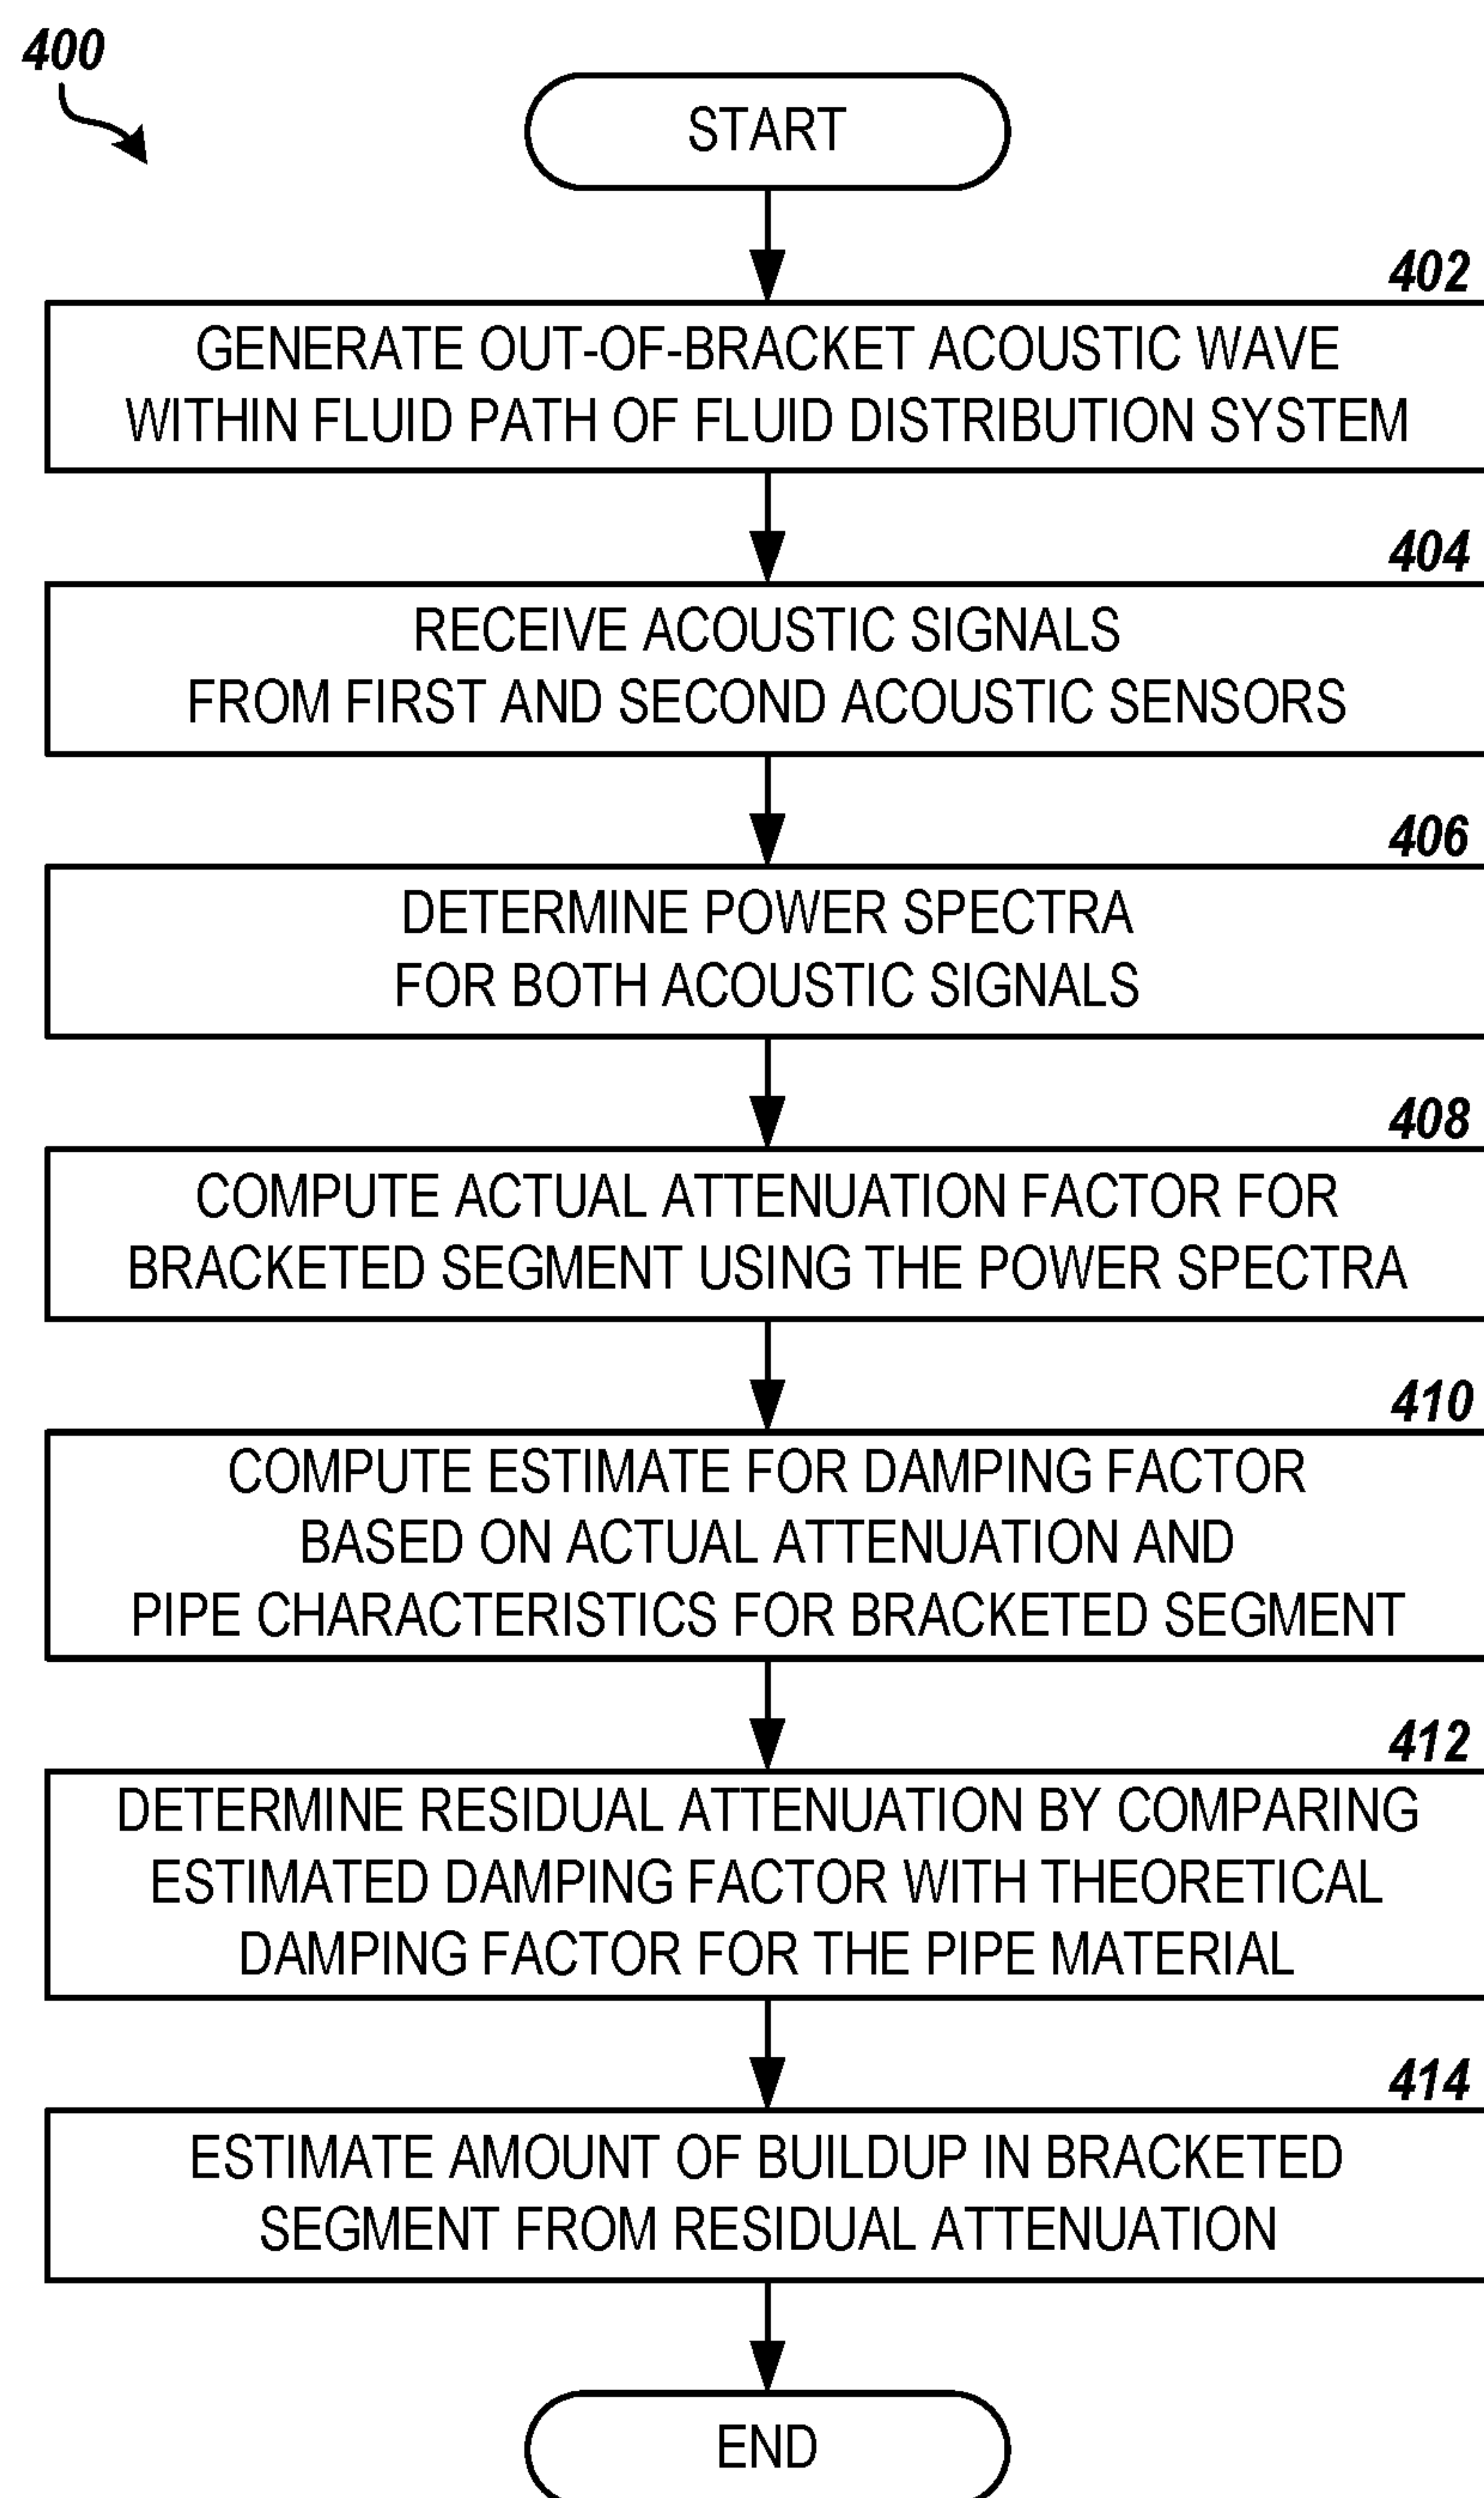 400
START
402
GENERATE OUT-OF-BRACKET ACOUSTIC WAVE
WITHIN FLUID PATH OF FLUID DISTRIBUTION SYSTEM
404
RECEIVE ACOUSTIC SIGNALS
FROM FIRST AND SECOND ACOUSTIC SENSORS
406
DETERMINE POWER SPECTRA
FOR BOTH ACOUSTIC SIGNALS
408
COMPUTE ACTUAL ATTENUATION FACTOR FOR
BRACKETED SEGMENT USING THE POWER SPECTRA
410
COMPUTE ESTIMATE FOR DAMPING FACTOR
BASED ON ACTUAL ATTENUATION AND
PIPE CHARACTERISTICS FOR BRACKETED SEGMENT
412
DETERMINE RESIDUAL ATTENUATION BY COMPARING
ESTIMATED DAMPING FACTOR WITH THEORETICAL
DAMPING FACTOR FOR THE PIPE MATERIAL
414
ESTIMATE AMOUNT OF BUILDUP IN BRACKETED
SEGMENT FROM RESIDUAL ATTENUATION
END